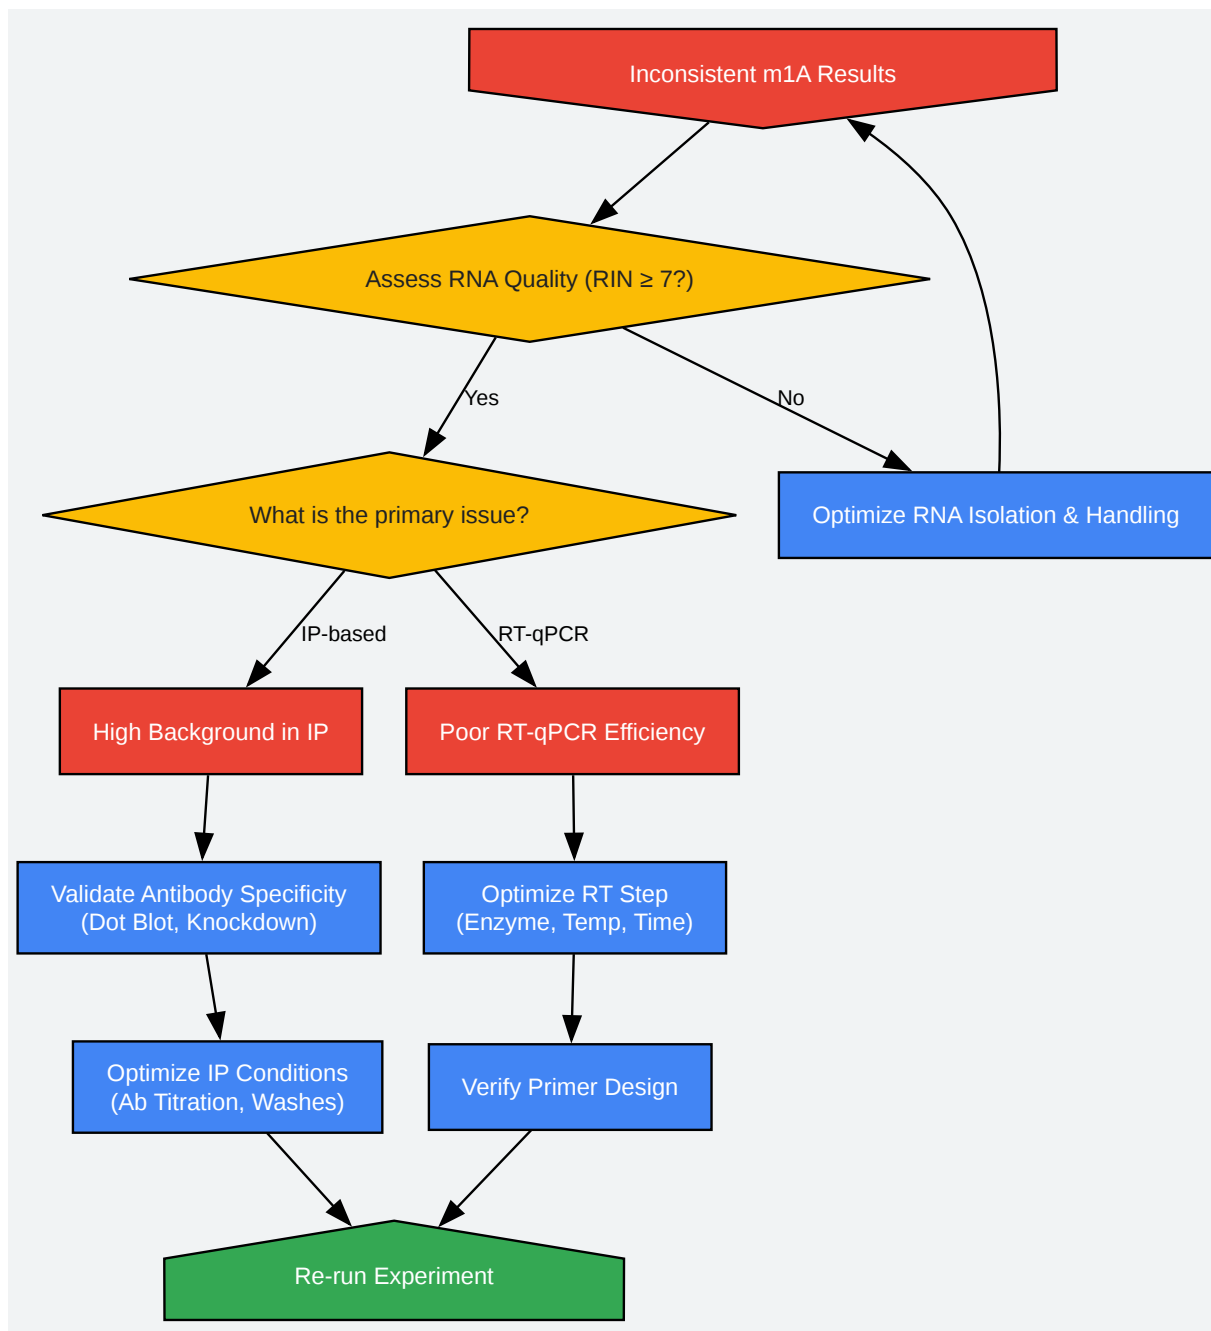 Inconsistent m1A Results
Assess RNA Quality (RIN ≥ 7?)
Yes
No
What is the primary issue?
Optimize RNA Isolation & Handling
IP-based
RT-qPCR
High Background in IP
Poor RT-qPCR Efficiency
Validate Antibody Specificity
(Dot Blot, Knockdown)
Optimize RT Step
(Enzyme, Temp, Time)
Optimize IP Conditions
(Ab Titration, Washes)
Verify Primer Design
Re-run Experiment